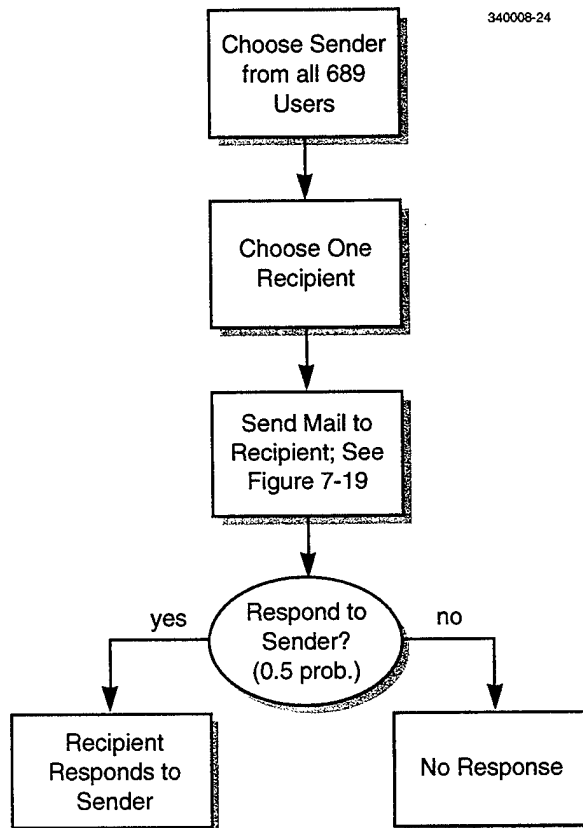 340008-24
Choose Sender
from all 689
Users
Choose One
Recipient
Send Mail to
Recipient; See
Figure 7-19
Respond to
Sender?
(0.5 prob.)
yes
no
Recipient
Responds to
Sender
No Response